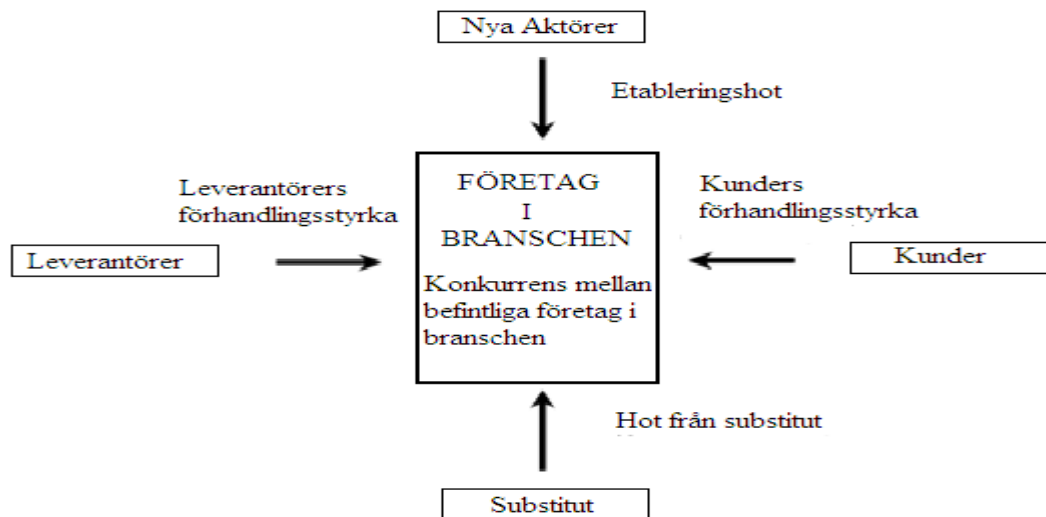 Nya Aktörer
Etableringshot
Leverantörers
förhandlingsstyrka
FÖRETAG
I
BRANSCHEN
Konkurrens mellan
befintliga företag i
branschen
Kunders
förhandlingsstyrka
Leverantörer
Kunder
Hot från substitut
Substitut